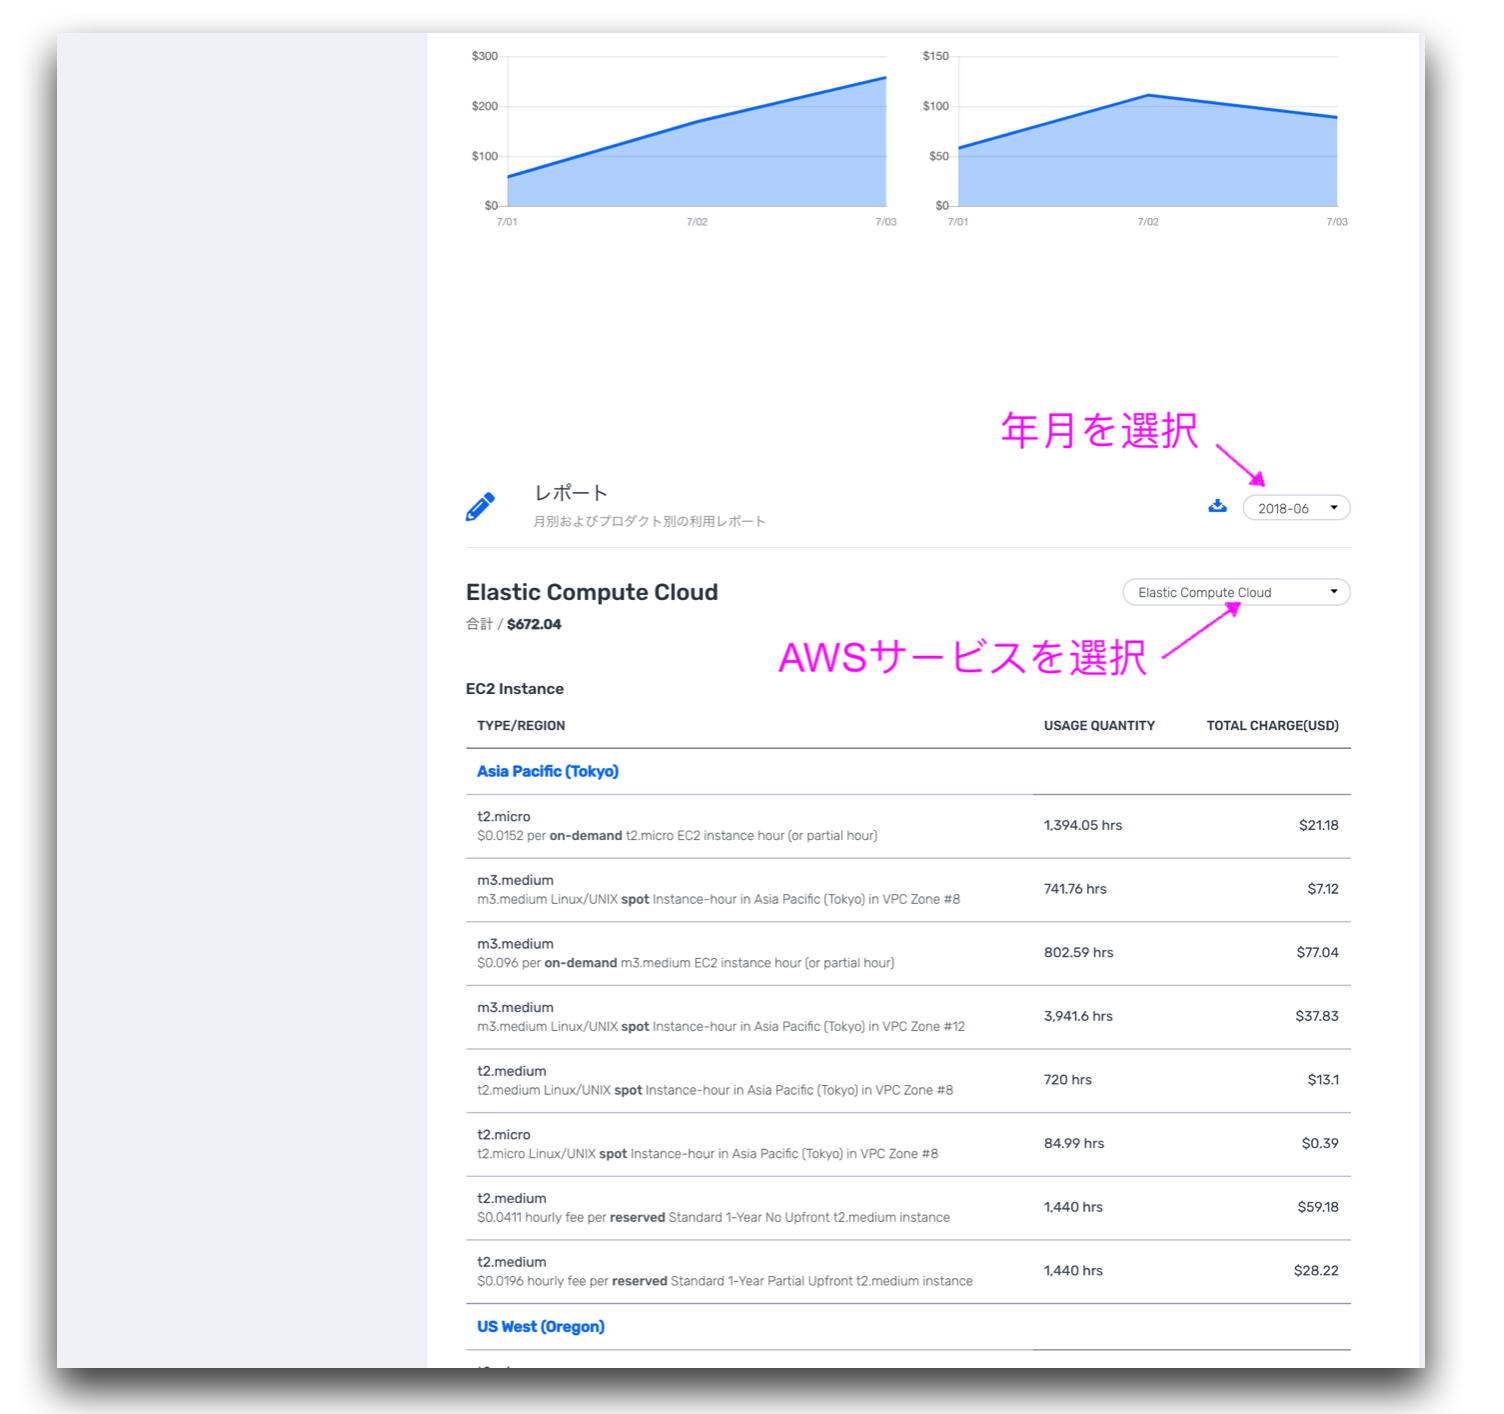 $300
$200
$100
$0
7/01 7/02 7/03
$150
$100
$50
$0
7/01 7/02 7/03
年月を選択
レポート
月別およびプロダクト別の利用レポート
2018-06
Elastic Compute Cloud
Elastic Compute Cloud
合計 / $672.04
AWSサービスを選択
EC2 Instance
TYPE/REGION USAGE QUANTITY TOTAL CHARGE(USD)
Asia Pacific (Tokyo)
t2.micro
$0.0152 per on-demand t2.micro EC2 instance hour (or partial hour)
1,394.05 hrs $21.18
m3.medium
m3.medium Linux/UNIX spot Instance-hour in Asia Pacific (Tokyo) in VPC Zone #8
741.76 hrs $7.12
m3.medium
$0.096 per on-demand m3.medium EC2 instance hour (or partial hour)
802.59 hrs $77.04
m3.medium
m3.medium Linux/UNIX spot Instance-hour in Asia Pacific (Tokyo) in VPC Zone #12
3,941.6 hrs $37.83
t2.medium
t2.medium Linux/UNIX spot Instance-hour in Asia Pacific (Tokyo) in VPC Zone #8
720 hrs $13.1
t2.micro
t2.micro Linux/UNIX spot Instance-hour in Asia Pacific (Tokyo) in VPC Zone #8
84.99 hrs $0.39
t2.medium
$0.0411 hourly fee per reserved Standard 1-Year No Upfront t2.medium instance
1,440 hrs $59.18
t2.medium
$0.0196 hourly fee per reserved Standard 1-Year Partial Upfront t2.medium instance
1,440 hrs $28.22
US West (Oregon)